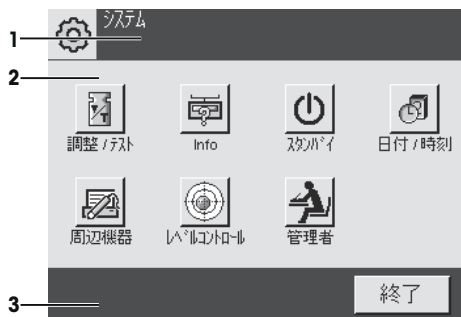 システム
1
2
調整 / テスト
Info
スタンバイ
日付 / 時刻
周辺機器
レベルコントロール
管理者
3
終了